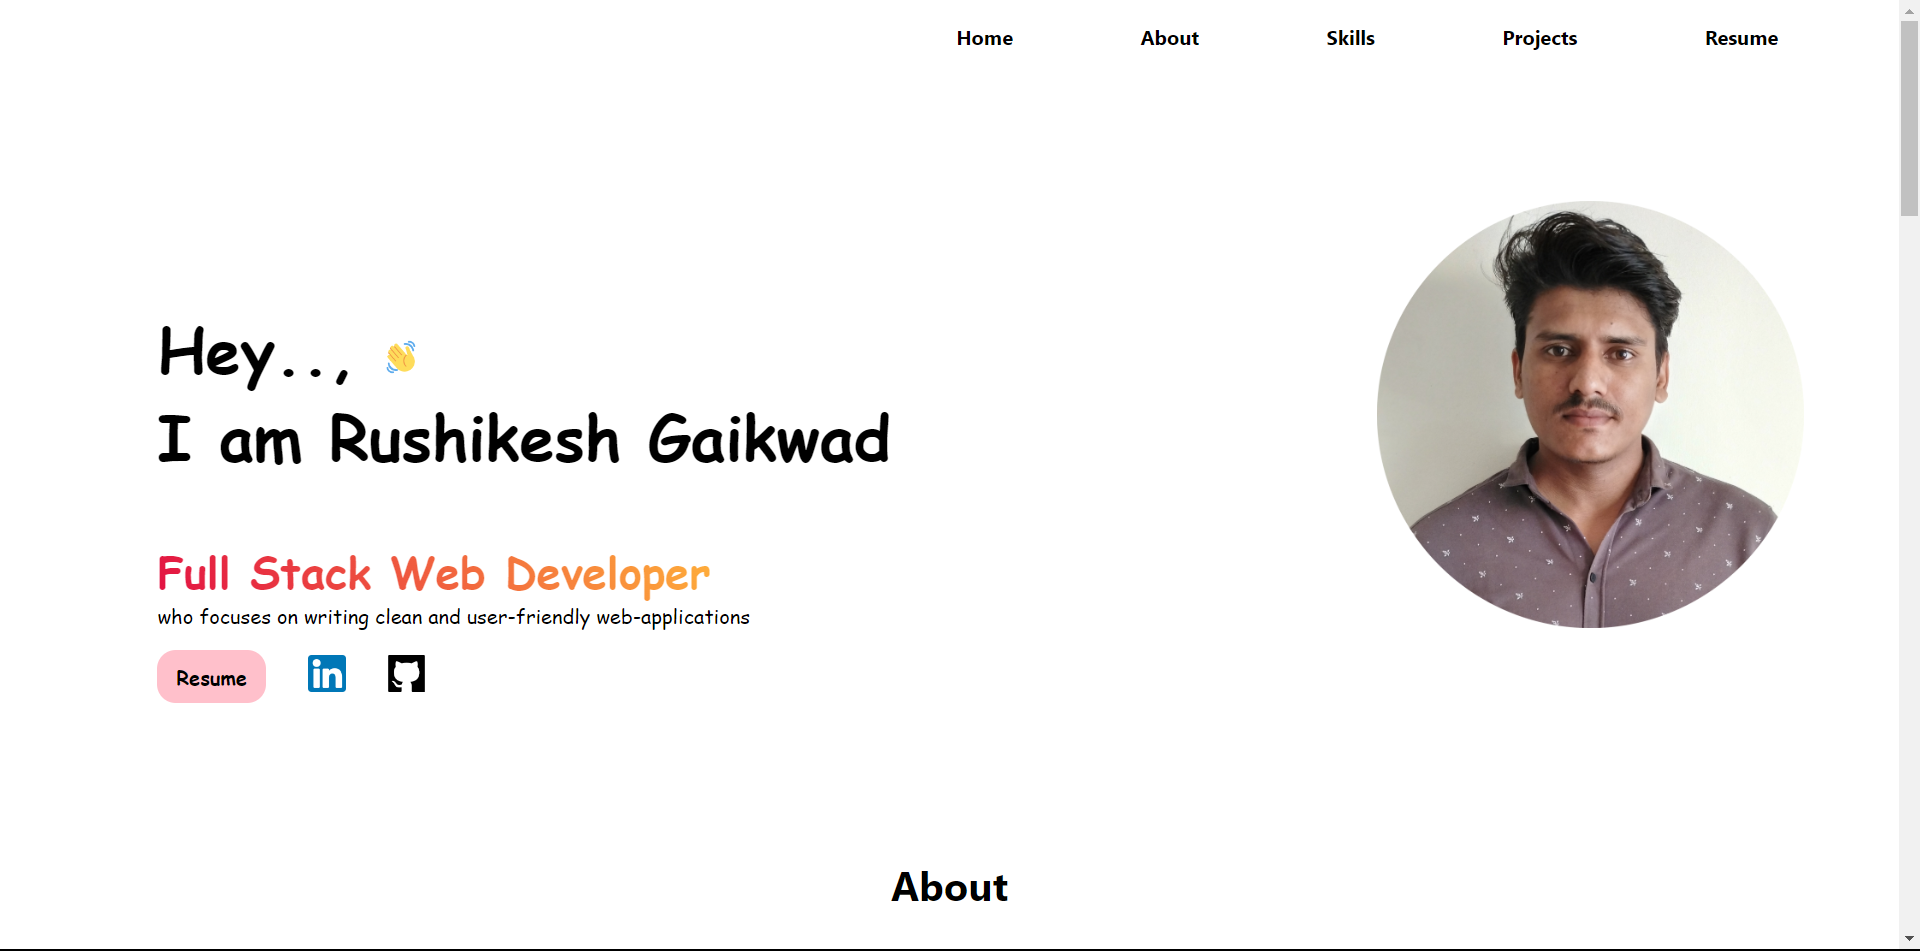 Home About Skills Projects Resume
Hey.., 👋
I am Rushikesh Gaikwad
Full Stack Web Developer
who focuses on writing clean and user-friendly web-applications
Resume in
About